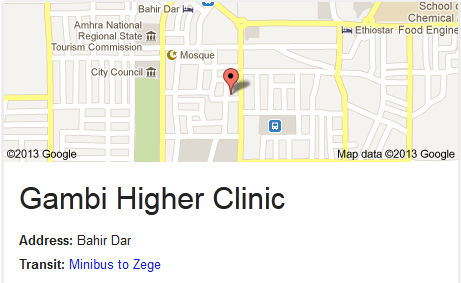 Bahir Dar
School o
Chemical
Food Engine
Amhra National
Regional State
Tourism Commission
Ethiostar
Mosque
City Council
©2013 Google
Map data ©2013 Google
Gambi Higher Clinic
Address: Bahir Dar
Transit: Minibus to Zege